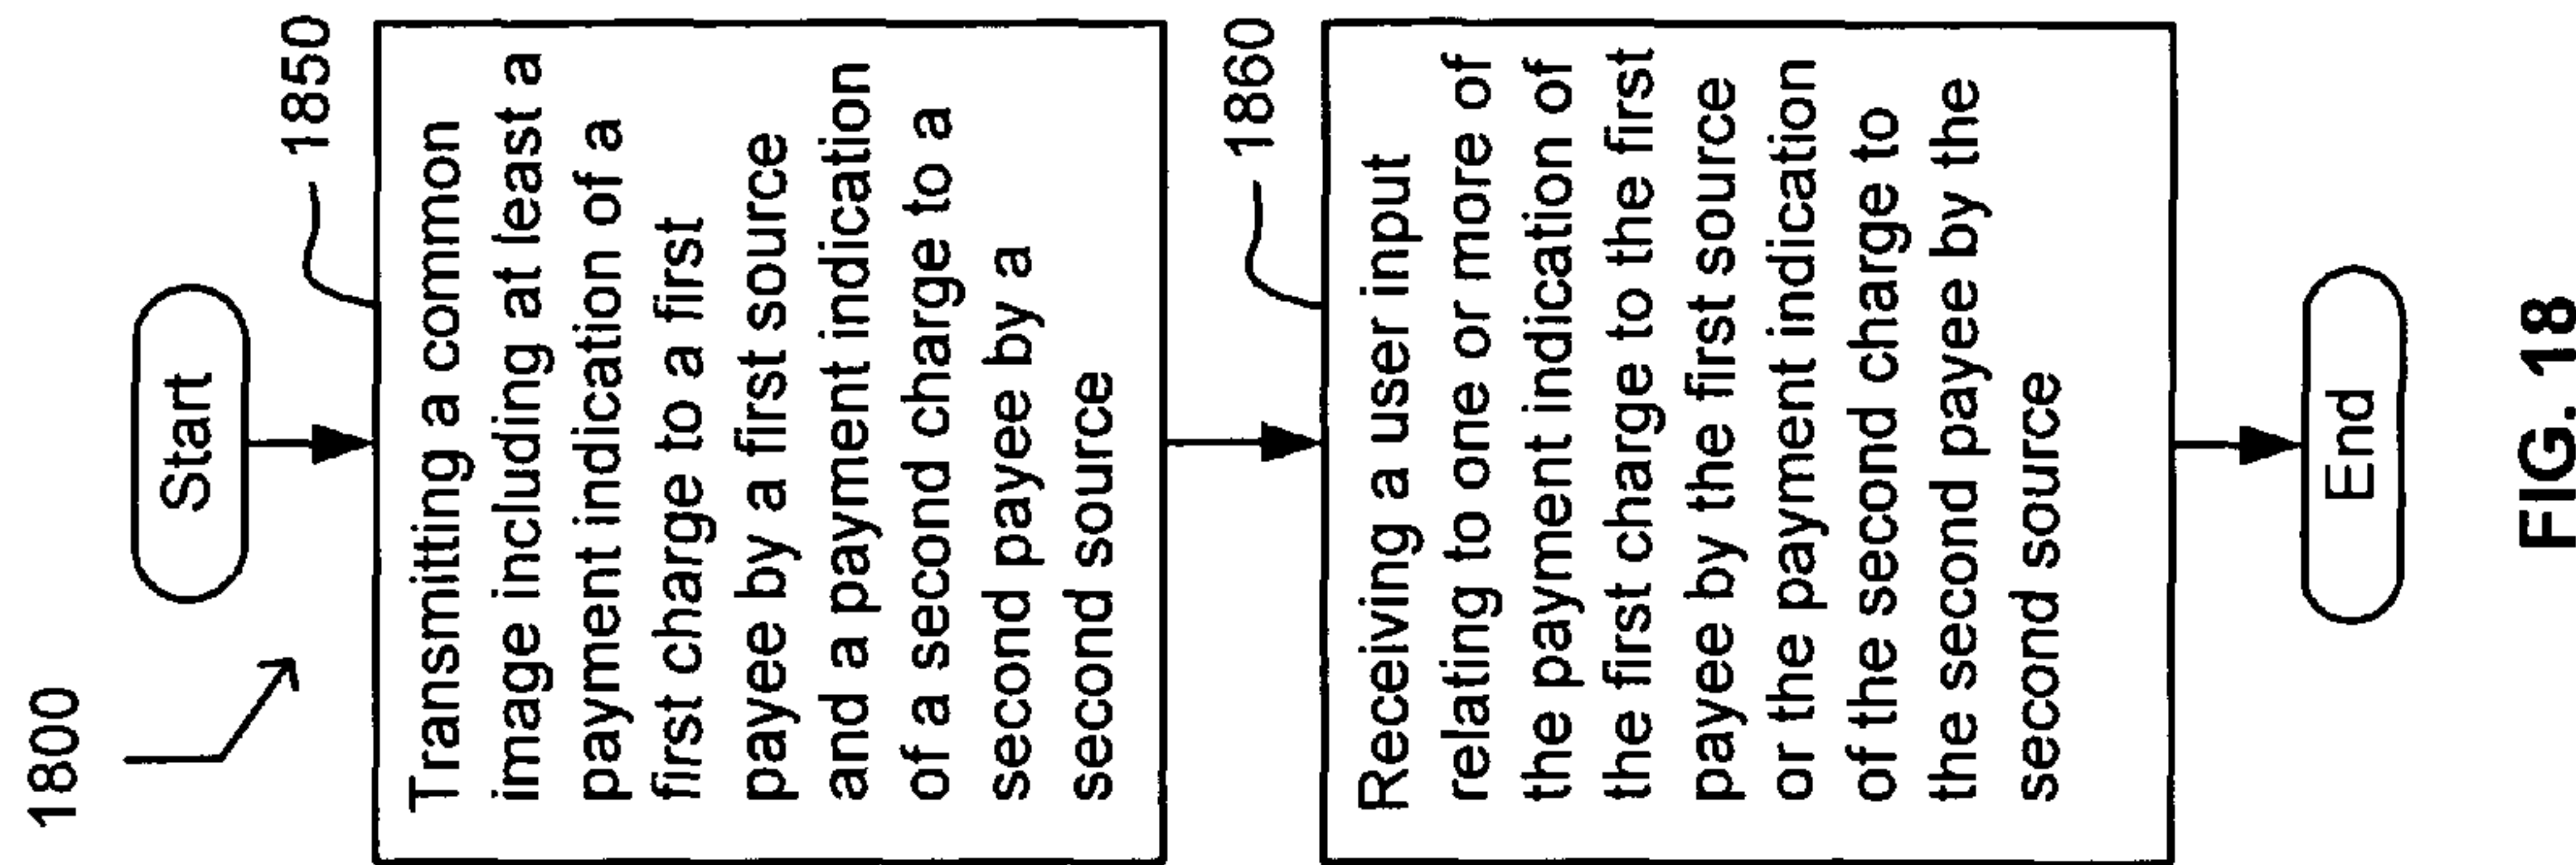 1800
Start
1850
Transmitting a common
image including at least a
payment indication of a
first charge to a first
payee by a first source
and a payment indication
of a second charge to a
second payee by a
second source
1860
Receiving a user input
relating to one or more of
the payment indication of
the first charge to the first
payee by the first source
or the payment indication
of the second charge to
the second payee by the
second source
End
FIG. 18